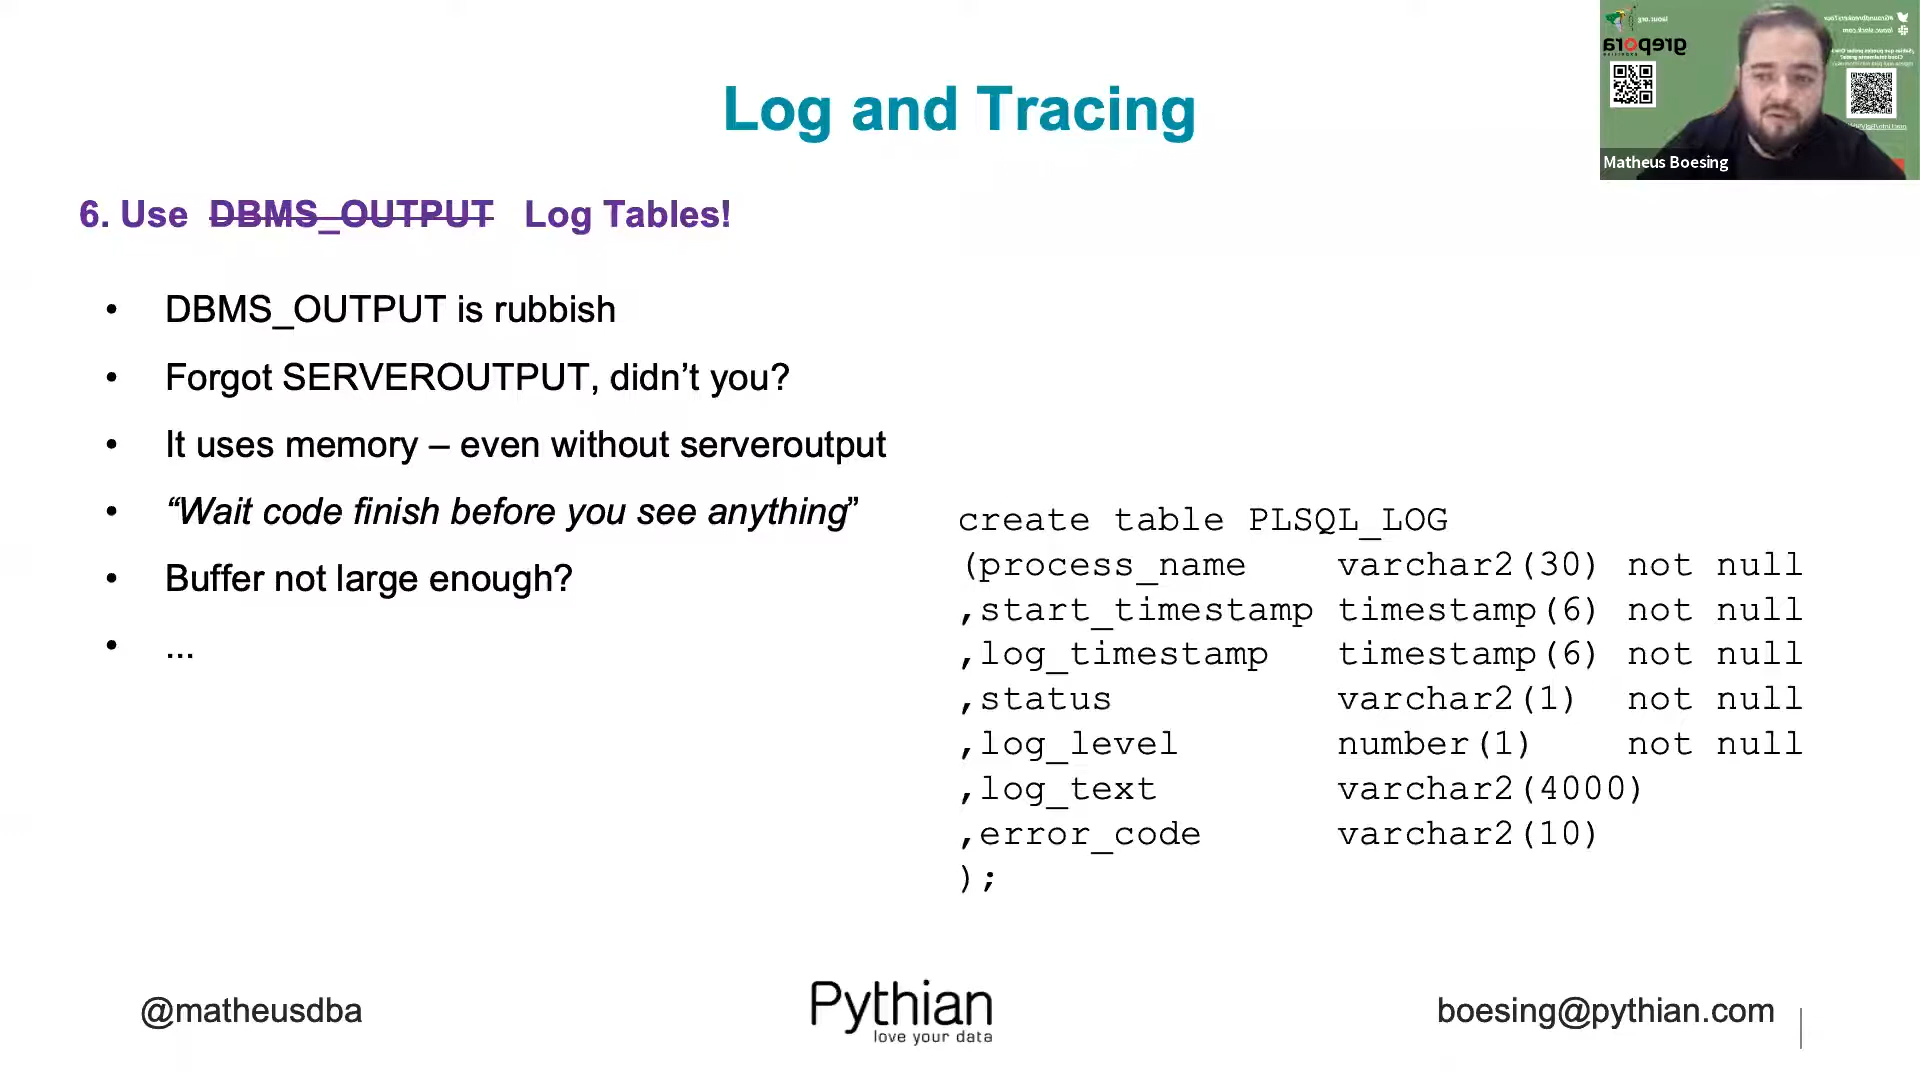 Log and Tracing
6. Use DBMS_OUTPUT Log Tables!
• DBMS_OUTPUT is rubbish
• Forgot SERVEROUTPUT, didn’t you?
• It uses memory – even without serveroutput
• “Wait code finish before you see anything”
• Buffer not large enough?
• ...
create table PLSQL_LOG
(process_name varchar2(30) not null
,start_timestamp timestamp(6) not null
,log_timestamp timestamp(6) not null
,status varchar2(1) not null
,log_level number(1) not null
,log_text varchar2(4000)
,error_code varchar2(10)
);
@matheusdba
Pythian
love your data
boesing@pythian.com
grepora
Matheus Boesing